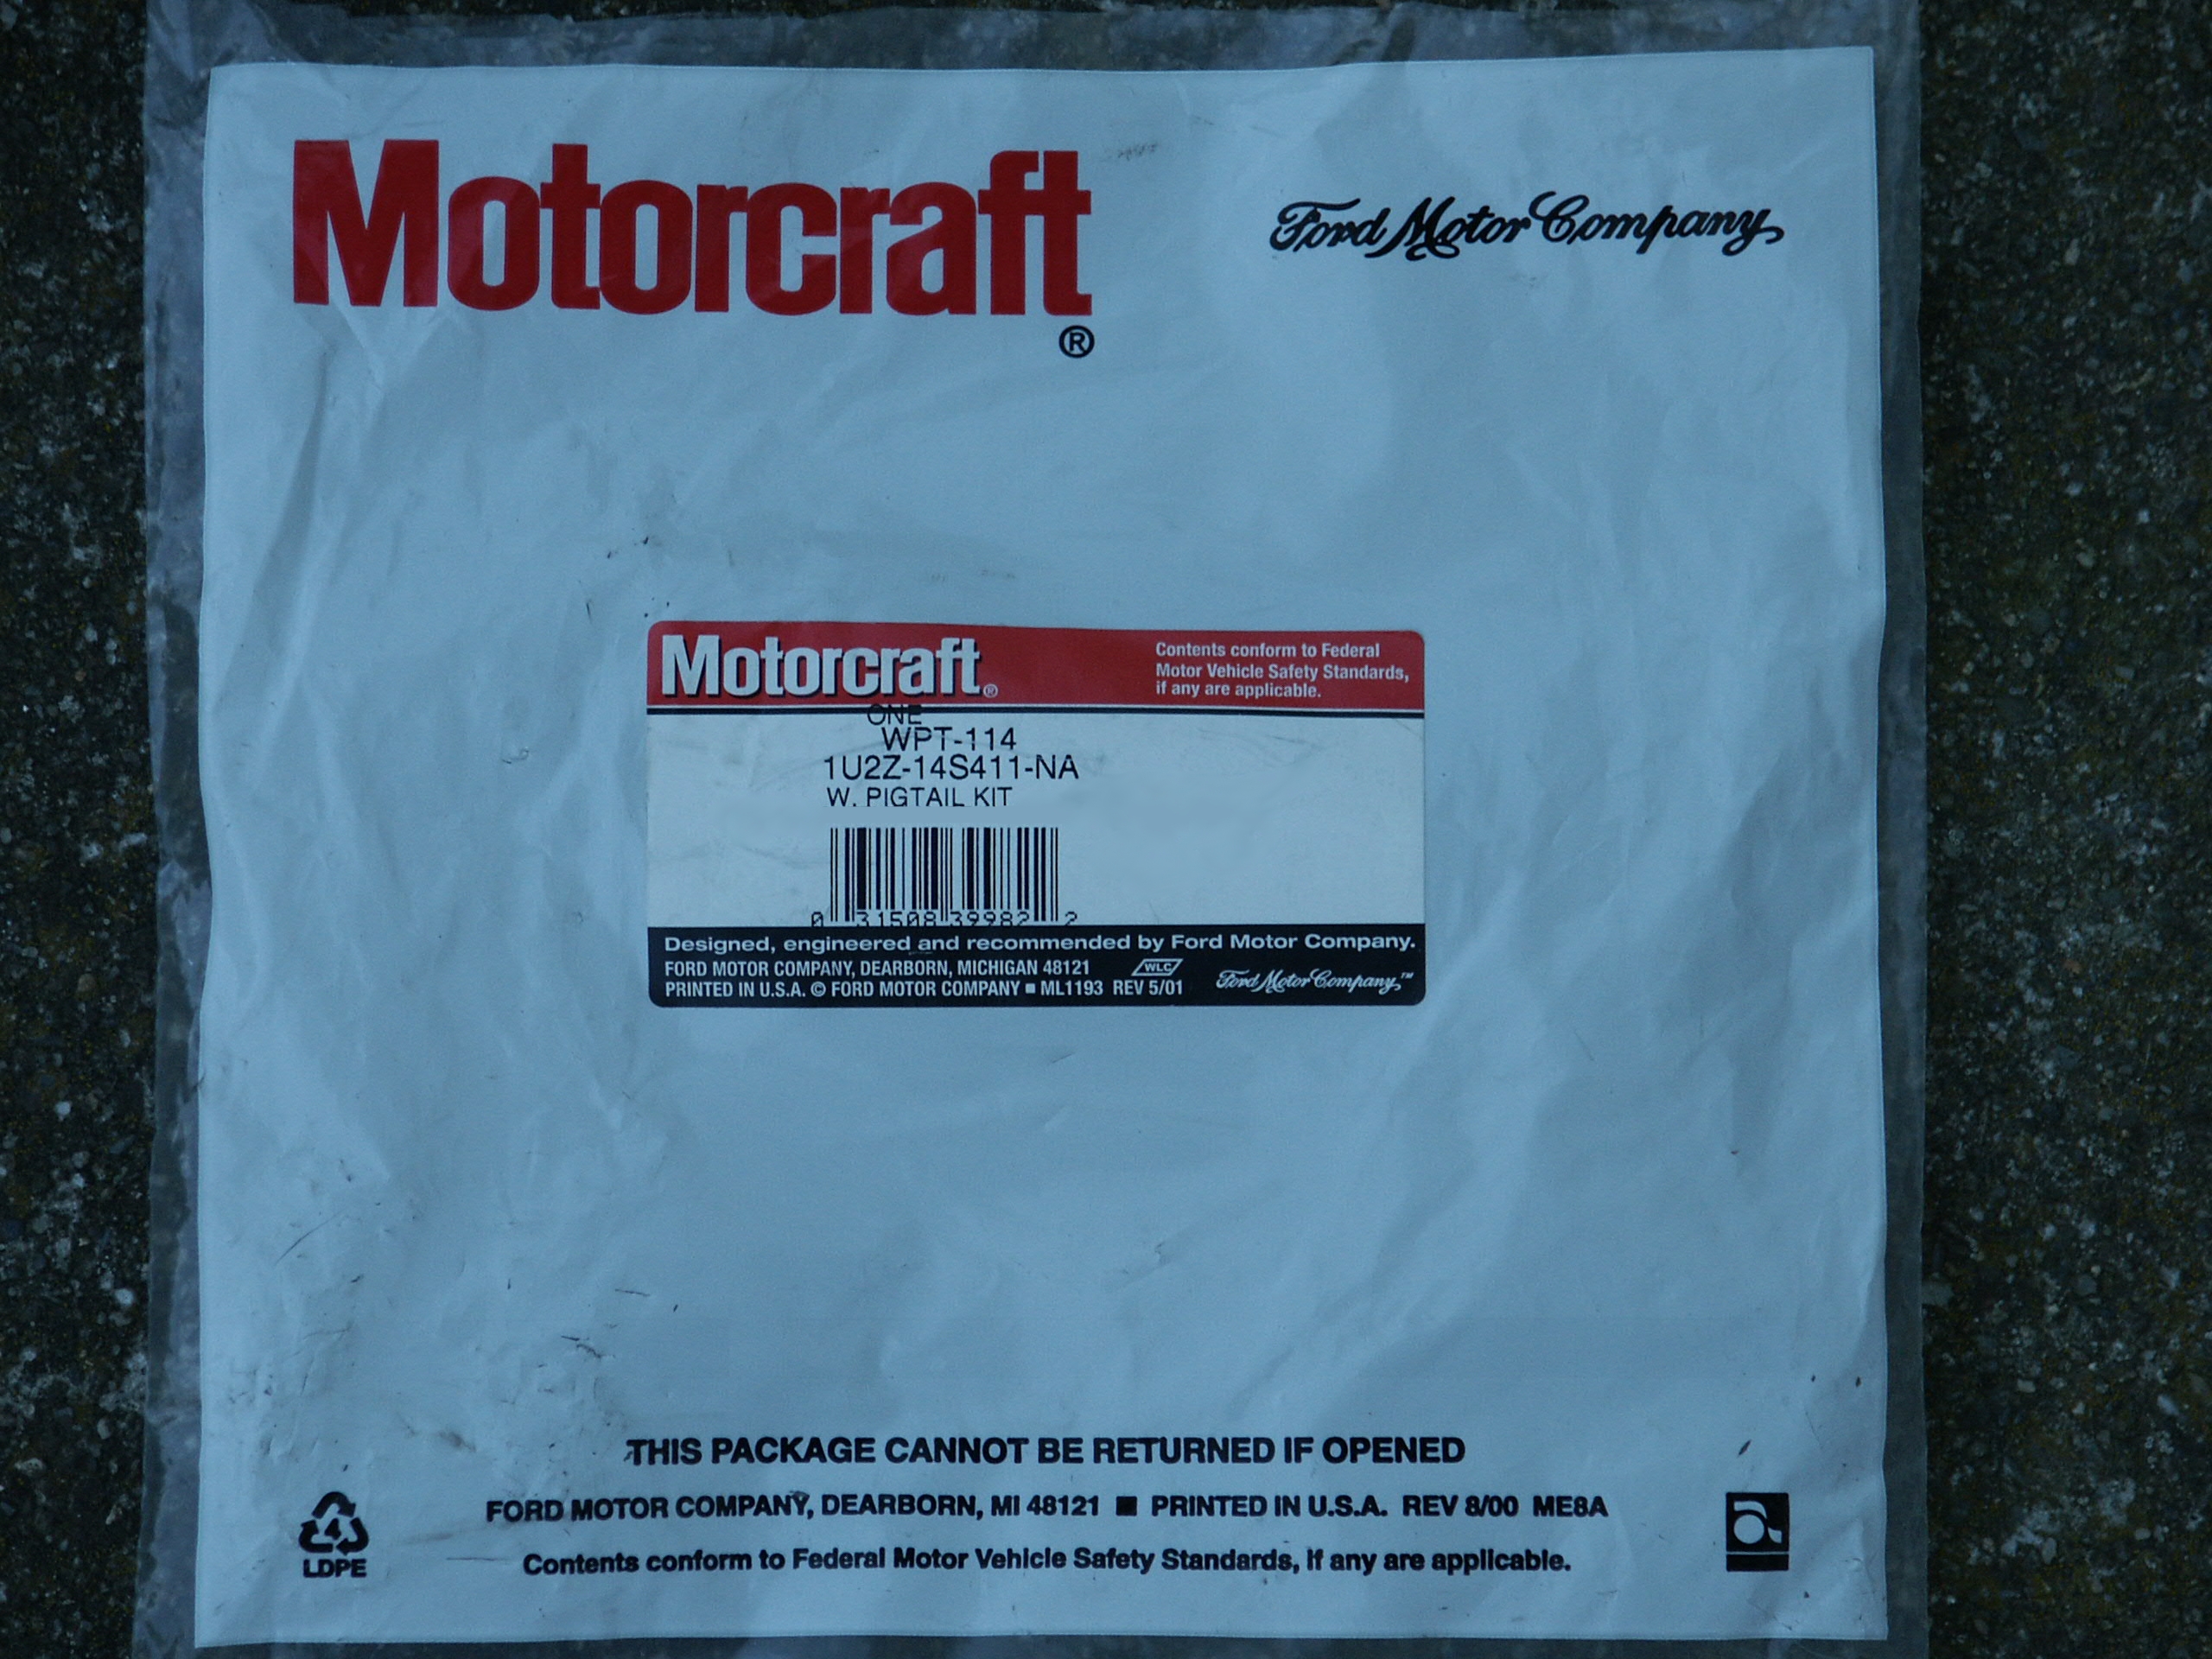 Motorcraft®
Ford Motor Company
Motorcraft®
Contents conform to Federal
Motor Vehicle Safety Standards,
if any are applicable.
ONE
WPT-114
1U2Z-14S411-NA
W. PIGTAIL KIT
0 31508 39982 2
Designed, engineered and recommended by Ford Motor Company.
FORD MOTOR COMPANY, DEARBORN, MICHIGAN 48121
WLC
PRINTED IN U.S.A. © FORD MOTOR COMPANY ■ ML1193 REV 5/01
Ford Motor Company™
THIS PACKAGE CANNOT BE RETURNED IF OPENED
FORD MOTOR COMPANY, DEARBORN, MI 48121 ■ PRINTED IN U.S.A. REV 8/00 ME8A
Contents conform to Federal Motor Vehicle Safety Standards, if any are applicable.
4
LDPE
a